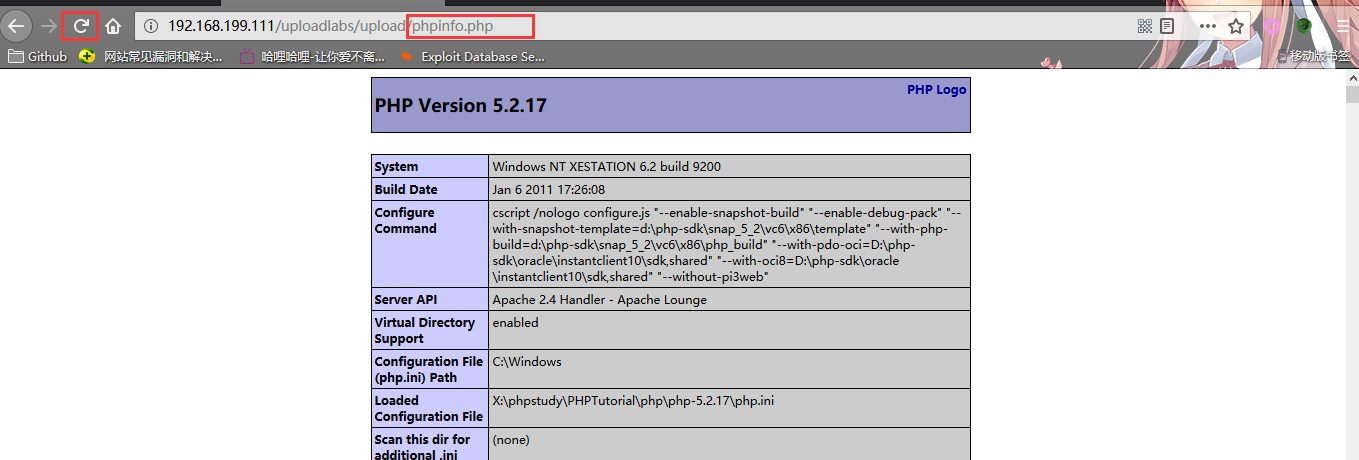 192.168.199.111/uploadlabs/upload/phpinfo.php
Github 网站常见漏洞和解决... 哈哩哈哩-让你爱不离... Exploit Database Se... 移动版书签
PHP Logo
PHP Version 5.2.17
System Windows NT XESTATION 6.2 build 9200
Build Date Jan 6 2011 17:26:08
Configure cscript /nologo configure.js "--enable-snapshot-build" "--enable-debug-pack" "--
Command with-snapshot-template=d:\php-sdk\snap_5_2\vc6\x86\template" "--with-php-
build=d:\php-sdk\snap_5_2\vc6\x86\php_build" "--with-pdo-oci=D:\php-
sdk\oracle\instantclient10\sdk,shared" "--with-oci8=D:\php-sdk\oracle
\instantclient10\sdk,shared" "--without-pi3web"
Server API Apache 2.4 Handler - Apache Lounge
Virtual Directory enabled
Support
Configuration File C:\Windows
(php.ini) Path
Loaded X:\phpstudy\PHPTutorial\php\php-5.2.17\php.ini
Configuration File
Scan this dir for (none)
additional .ini